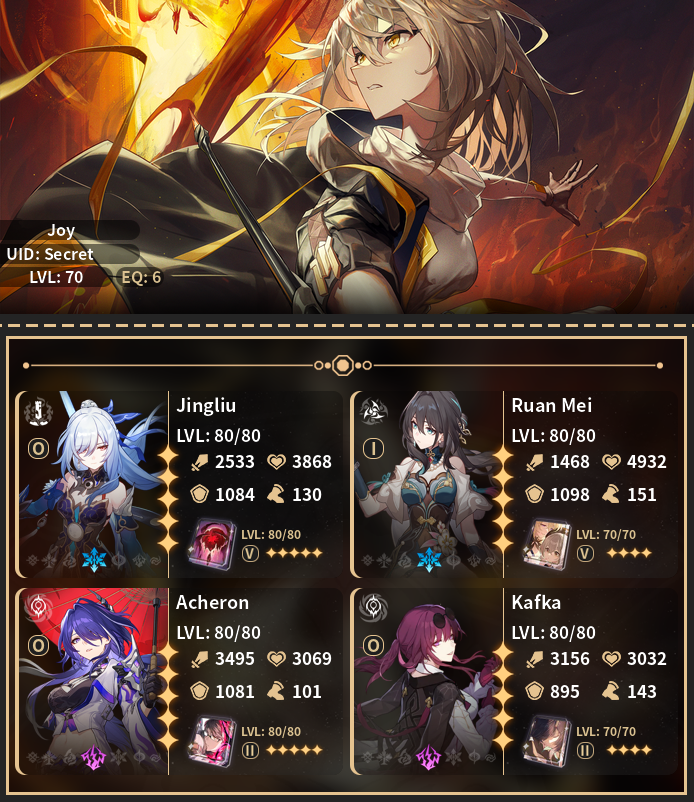 Joy
UID: Secret
LVL: 70
EQ: 6
Jingliu
LVL: 80/80
2533 3868
1084 130
LVL: 80/80
V
O
Ruan Mei
LVL: 80/80
1468 4932
1098 151
LVL: 70/70
V
I
Acheron
LVL: 80/80
3495 3069
1081 101
LVL: 80/80
II
O
Kafka
LVL: 80/80
3156 3032
895 143
LVL: 70/70
II
O